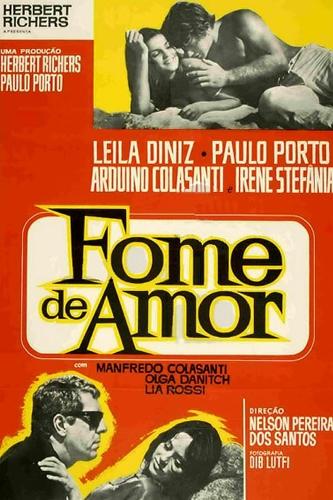 HERBERT
RICHERS
APRESENTA
UMA PRODUÇÃO
HERBERT RICHERS
PAULO PORTO
LEILA DINIZ • PAULO PORTO
ARDUINO COLASANTI e IRENE STEFÂNIA
Fome
de Amor
com MANFREDO COLASANTI
OLGA DANITCH
LIA ROSSI
DIREÇÃO
NELSON PEREIRA
DOS SANTOS
FOTOGRAFIA
DIB LUTFI